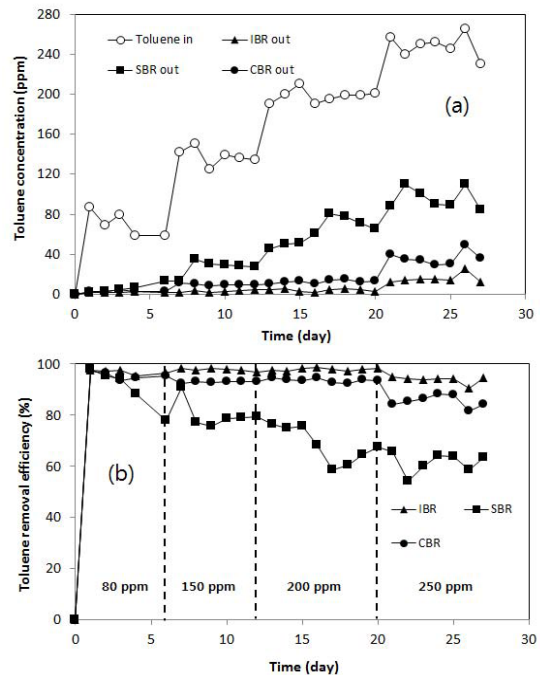 280
240
200
160
120
80
40
0
Toluene concentration (ppm)
Toluene in
IBR out
SBR out
CBR out
(a)
0 5 10 15 20 25 30
Time (day)
100
80
60
40
20
0
Toluene removal efficiency (%)
(b)
IBR
SBR
CBR
80 ppm
150 ppm
200 ppm
250 ppm
0 5 10 15 20 25 30
Time (day)